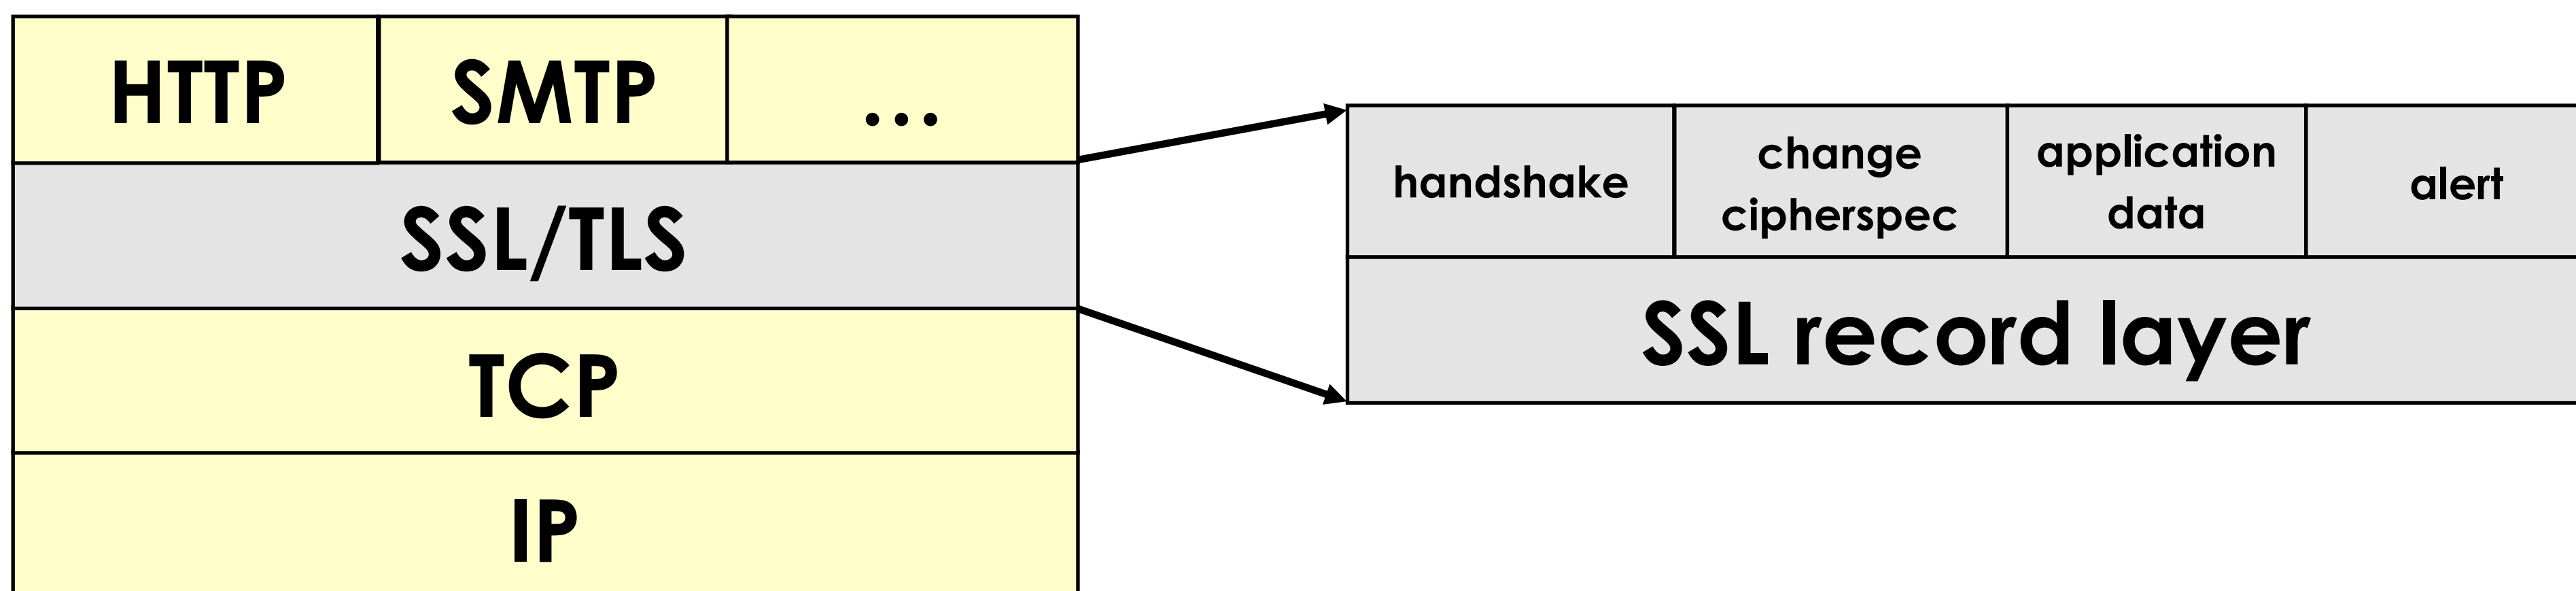 HTTP
SMTP
...
SSL/TLS
TCP
IP
handshake
change
cipherspec
application
data
alert
SSL record layer